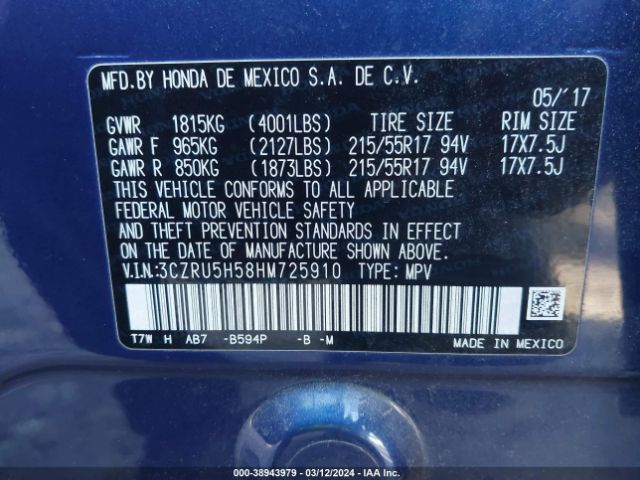 MFD.BY HONDA DE MEXICO S.A. DE C.V.
05/'17
GVWR 1815KG (4001LBS) TIRE SIZE RIM SIZE
GAWR F 965KG (2127LBS) 215/55R17 94V 17X7.5J
GAWR R 850KG (1873LBS) 215/55R17 94V 17X7.5J
THIS VEHICLE CONFORMS TO ALL APPLICABLE
FEDERAL MOTOR VEHICLE SAFETY
AND THEFT PREVENTION STANDARDS IN EFFECT
ON THE DATE OF MANUFACTURE SHOWN ABOVE.
V.I.N.:3CZRU5H58HM725910 TYPE: MPV
T7W H AB7 -B594P -B -M MADE IN MEXICO
000-38943979 - 03/12/2024 - IAA Inc.